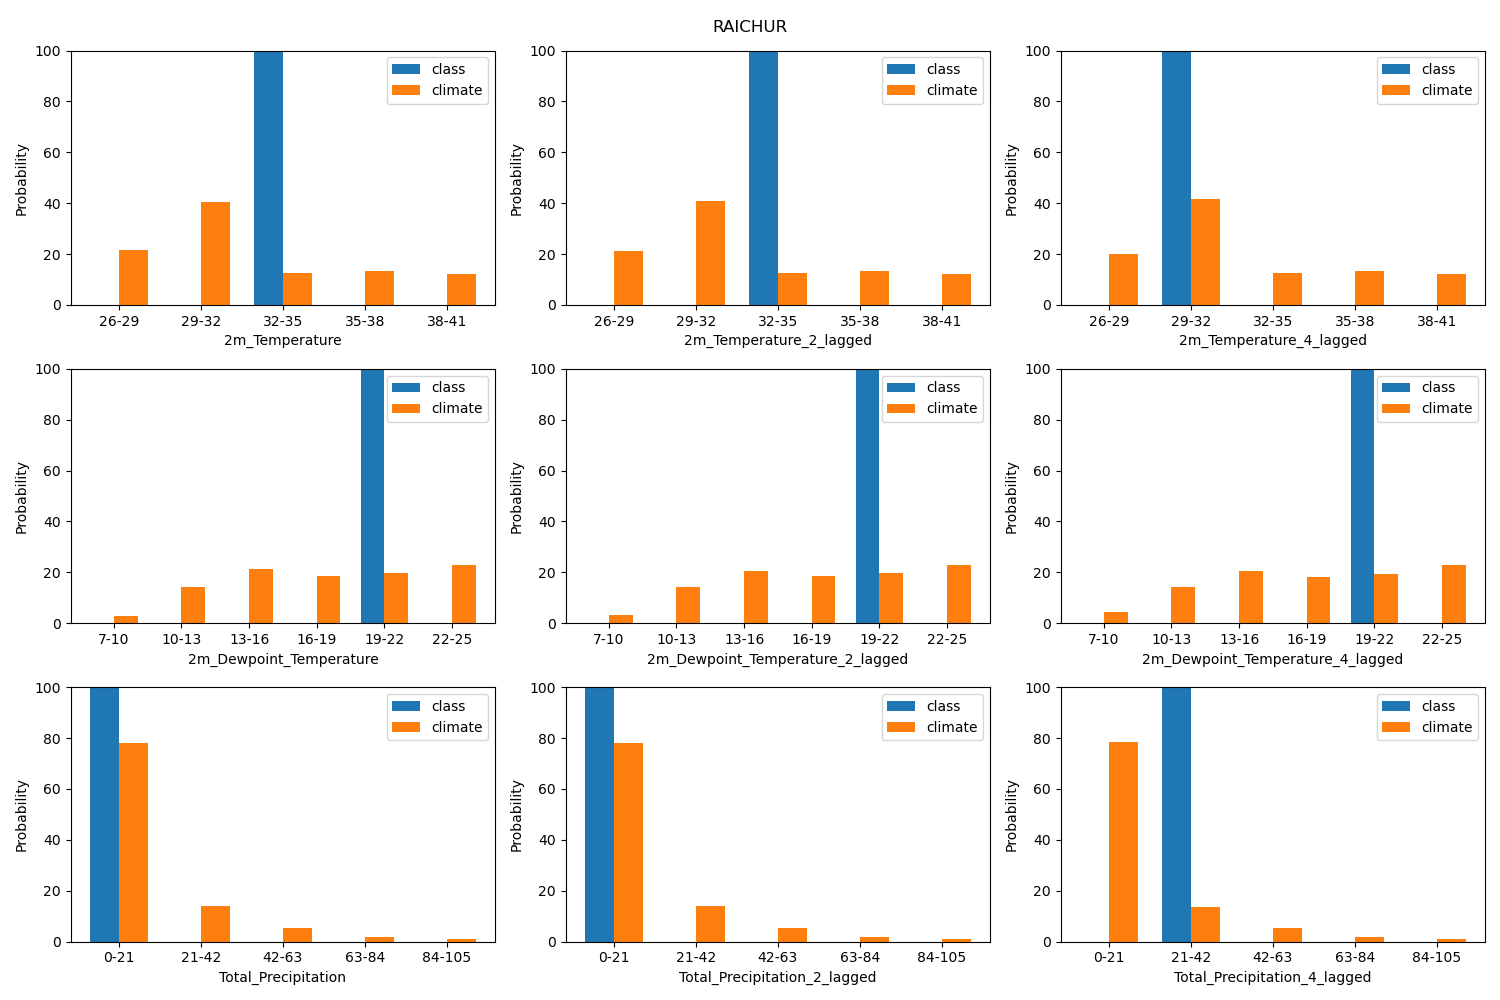 RAICHUR
100
80
60
40
20
0
Probability
class
climate
26-29 29-32 32-35 35-38 38-41
2m_Temperature
100
80
60
40
20
0
Probability
class
climate
26-29 29-32 32-35 35-38 38-41
2m_Temperature_2_lagged
100
80
60
40
20
0
Probability
class
climate
26-29 29-32 32-35 35-38 38-41
2m_Temperature_4_lagged
100
80
60
40
20
0
Probability
class
climate
7-10 10-13 13-16 16-19 19-22 22-25
2m_Dewpoint_Temperature
100
80
60
40
20
0
Probability
class
climate
7-10 10-13 13-16 16-19 19-22 22-25
2m_Dewpoint_Temperature_2_lagged
100
80
60
40
20
0
Probability
class
climate
7-10 10-13 13-16 16-19 19-22 22-25
2m_Dewpoint_Temperature_4_lagged
100
80
60
40
20
0
Probability
class
climate
0-21 21-42 42-63 63-84 84-105
Total_Precipitation
100
80
60
40
20
0
Probability
class
climate
0-21 21-42 42-63 63-84 84-105
Total_Precipitation_2_lagged
100
80
60
40
20
0
Probability
class
climate
0-21 21-42 42-63 63-84 84-105
Total_Precipitation_4_lagged